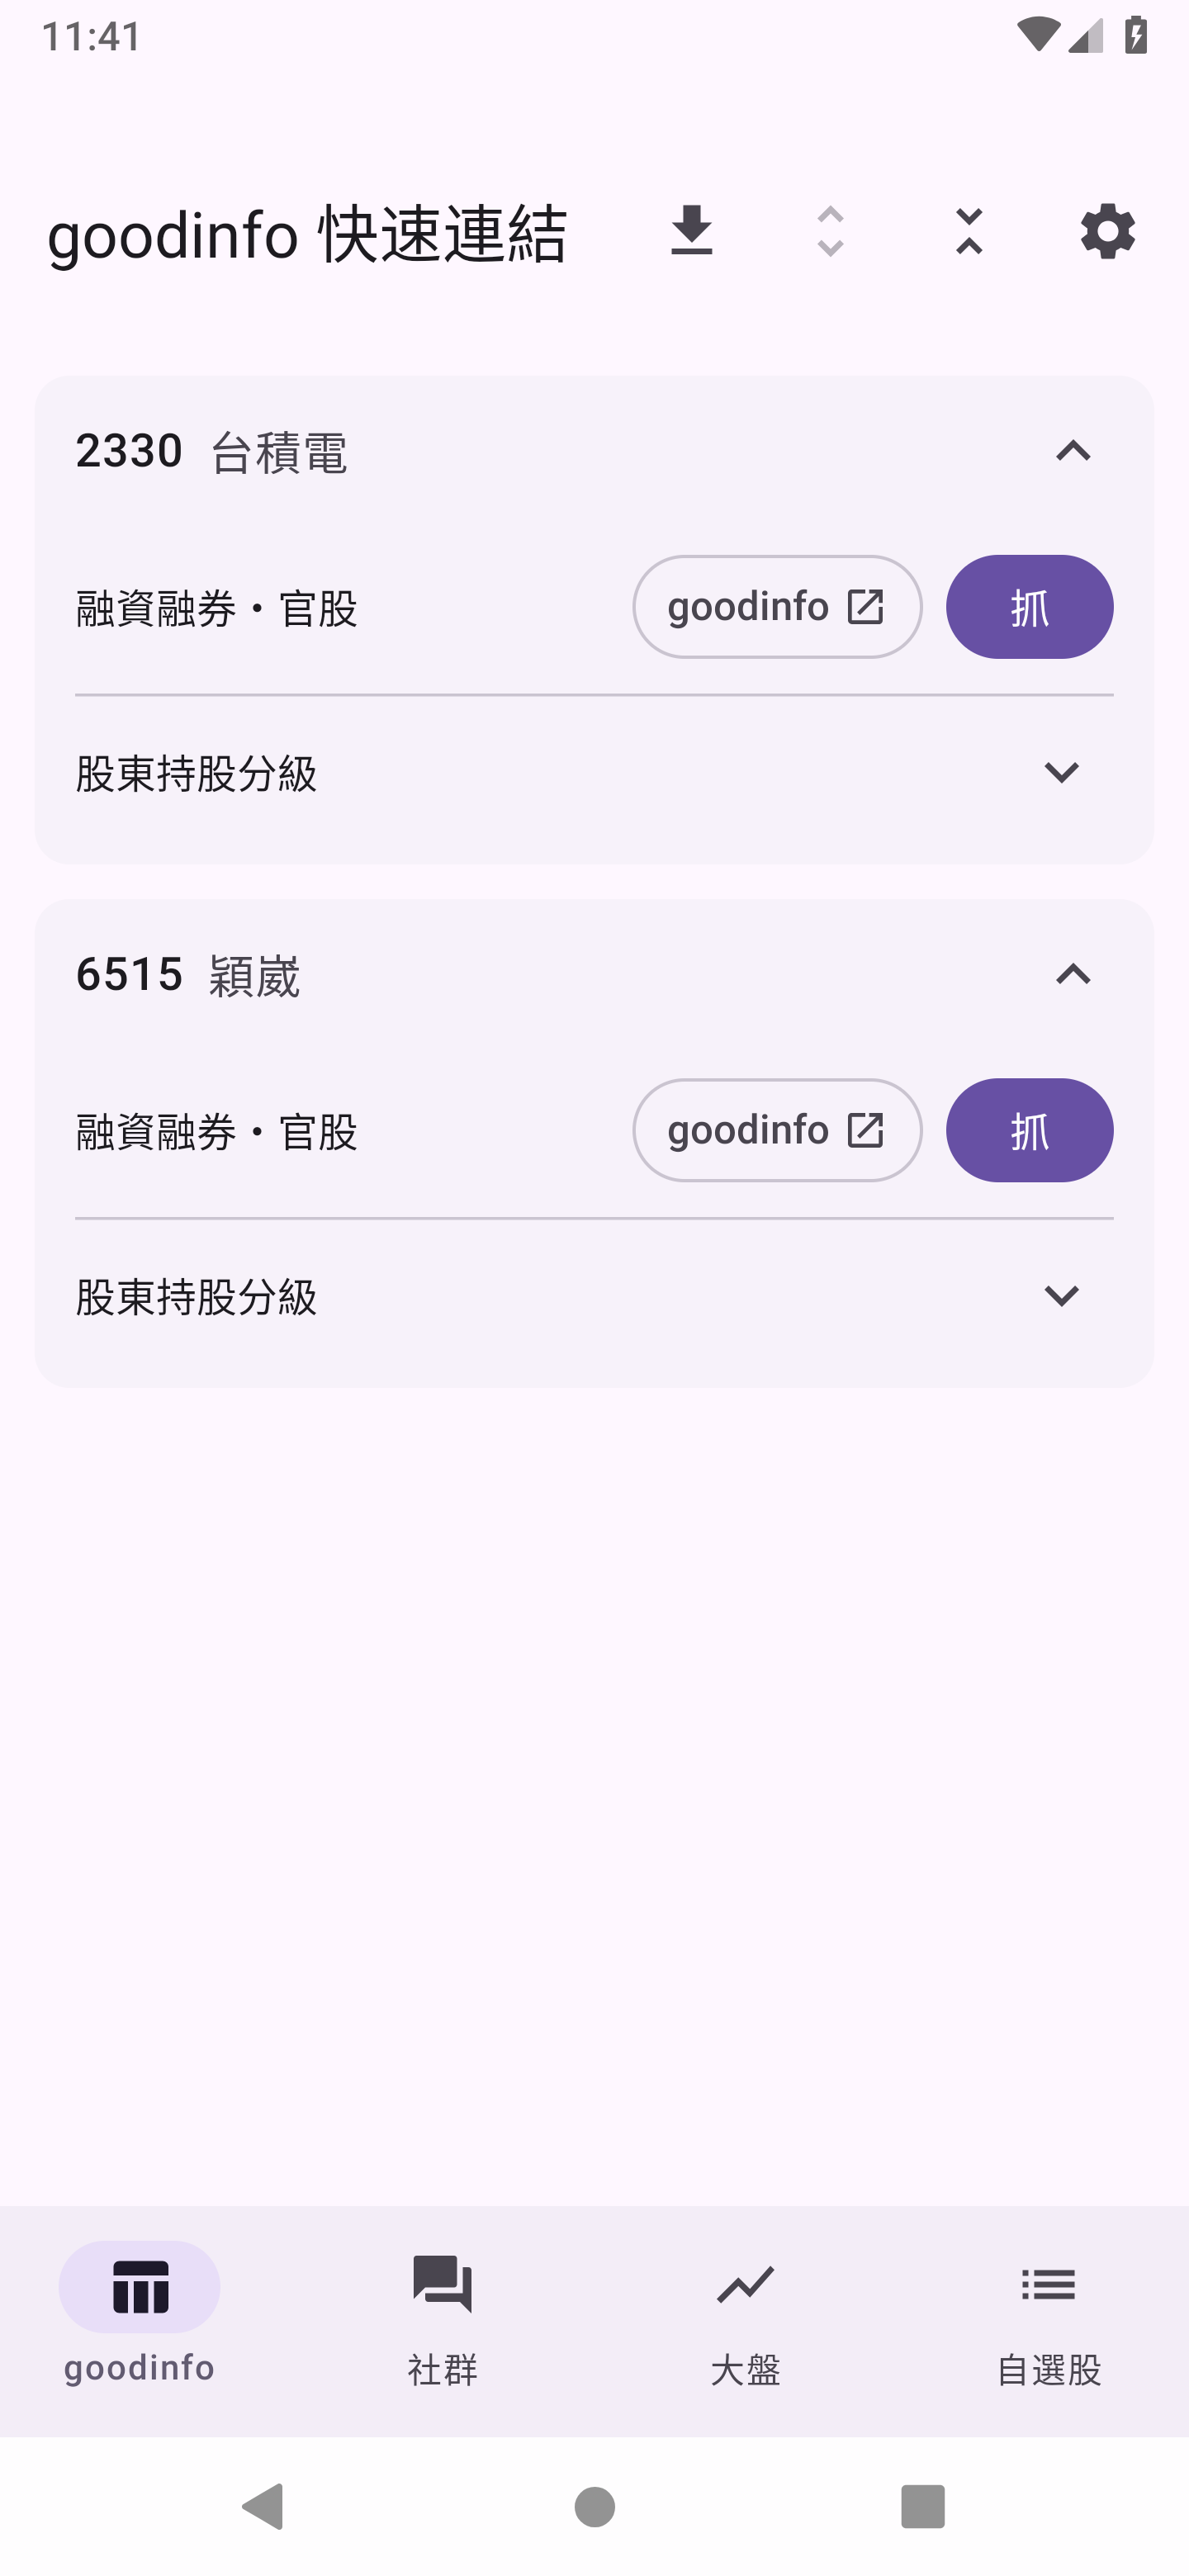 11:41
goodinfo 快速連結
2330 台積電
融資融券・官股 goodinfo 抓
股東持股分級
6515 穎崴
融資融券・官股 goodinfo 抓
股東持股分級
goodinfo 社群 大盤 自選股